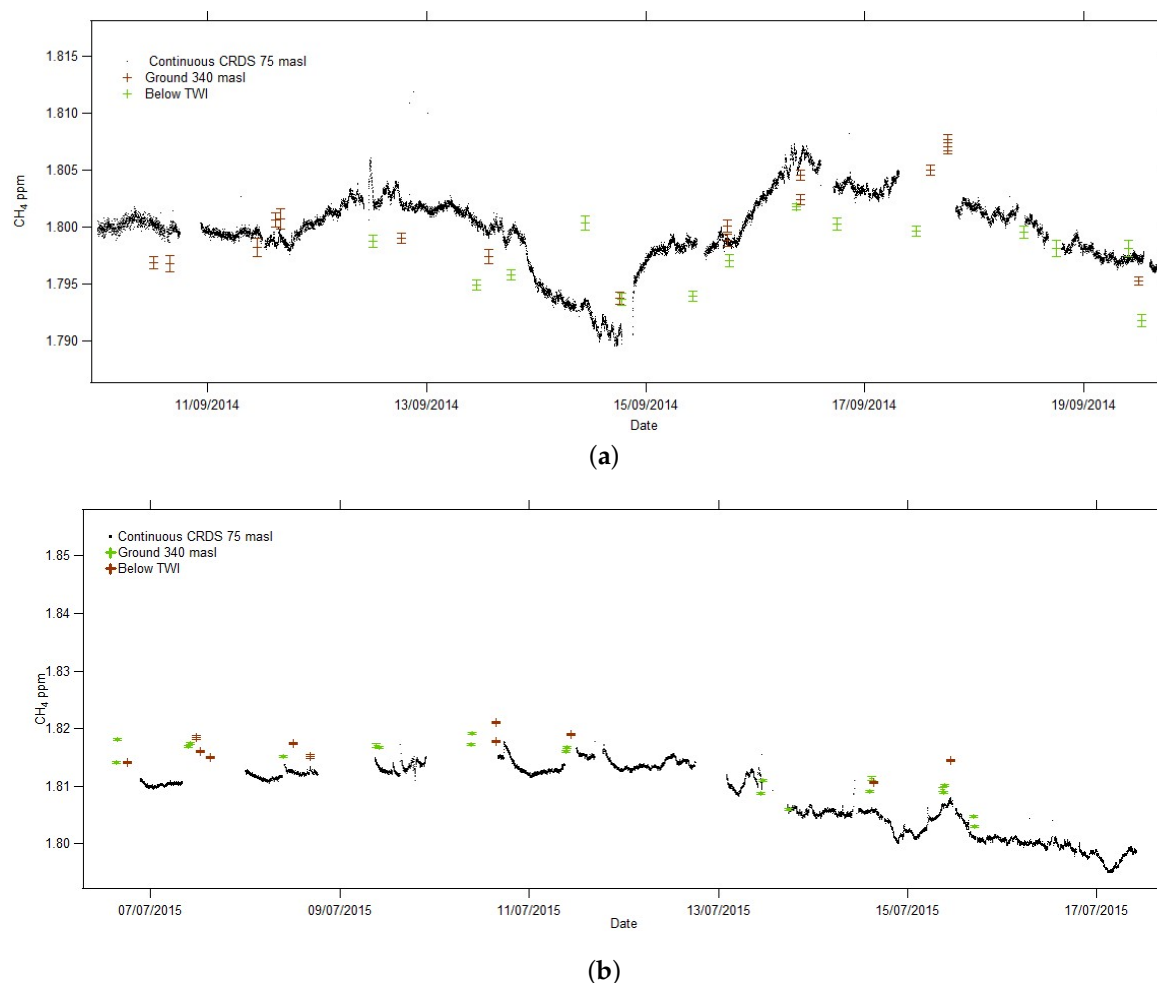 1.815
1.810
1.805
1.800
1.795
1.790
CH₄ ppm
Continuous CRDS 75 masl
Ground 340 masl
Below TWI
11/09/2014 13/09/2014 15/09/2014 17/09/2014 19/09/2014
Date
(a)
1.85
1.84
1.83
1.82
1.81
1.80
CH₄ ppm
Continuous CRDS 75 masl
Ground 340 masl
Below TWI
07/07/2015 09/07/2015 11/07/2015 13/07/2015 15/07/2015 17/07/2015
Date
(b)